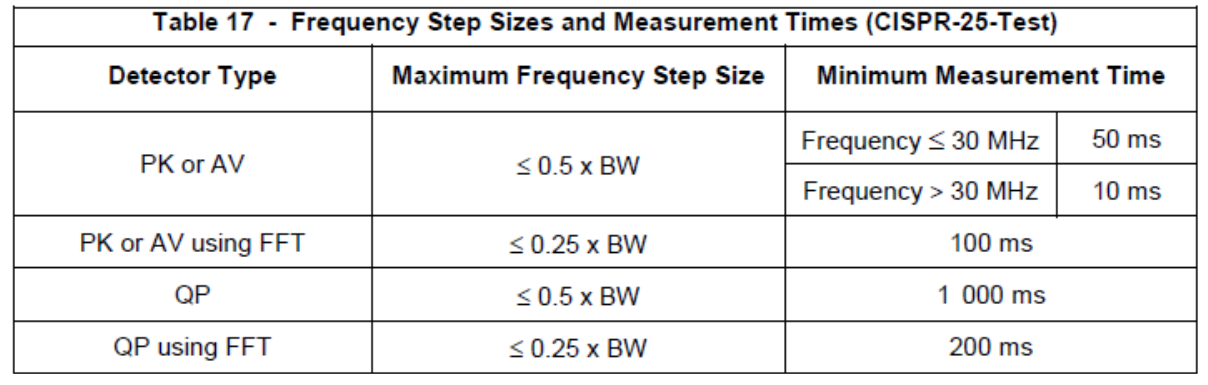 Table 17 - Frequency Step Sizes and Measurement Times (CISPR-25-Test)
Detector Type Maximum Frequency Step Size Minimum Measurement Time
PK or AV ≤ 0.5 x BW Frequency ≤ 30 MHz 50 ms
Frequency > 30 MHz 10 ms
PK or AV using FFT ≤ 0.25 x BW 100 ms
QP ≤ 0.5 x BW 1 000 ms
QP using FFT ≤ 0.25 x BW 200 ms